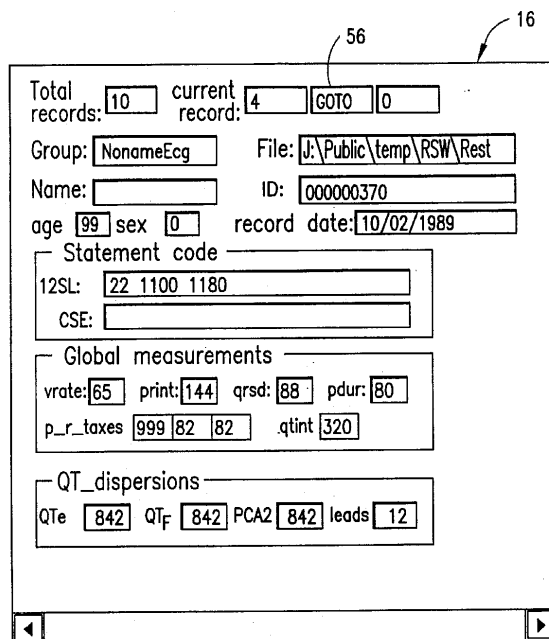 56
16
Total records: 10 current record: 4 GOTO 0
Group: NonameEcg File: J:\Public\temp\RSW\Rest
Name: ID: 000000370
age 99 sex 0 record date: 10/02/1989
Statement code
12SL: 22 1100 1180
CSE:
Global measurements
vrate: 65 print: 144 qrsd: 88 pdur: 80
p_r_taxes 999 82 82 .qtint 320
QT_dispersions
QTe 842 QTF 842 PCA2 842 leads 12